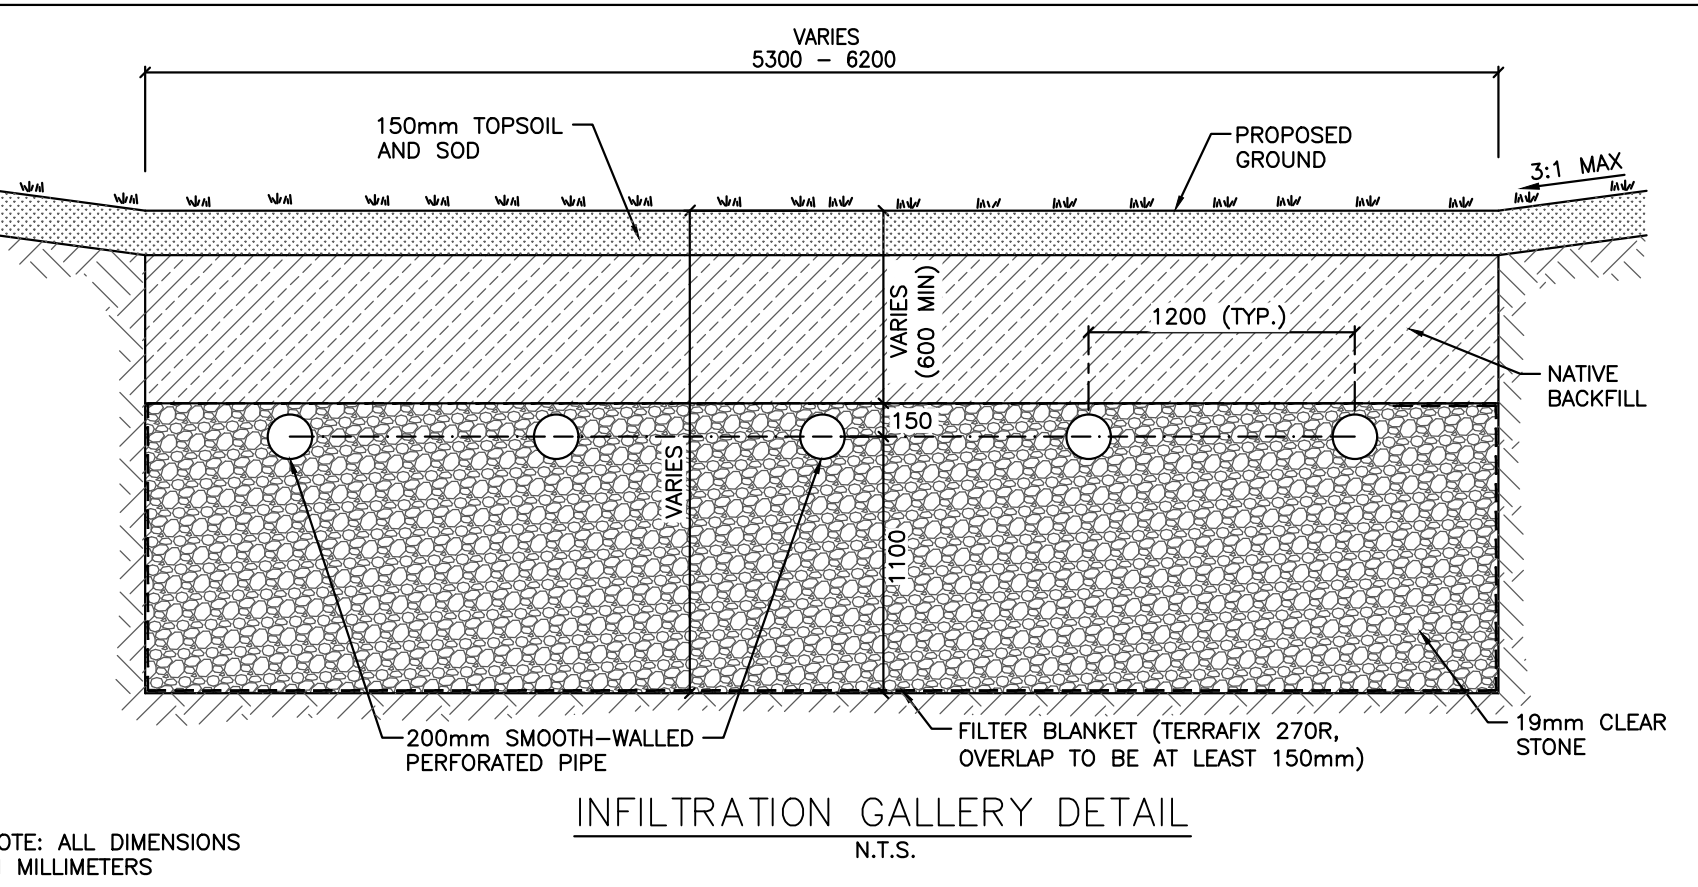 VARIES
5300 – 6200
150mm TOPSOIL
AND SOD
PROPOSED
GROUND
3:1 MAX
VARIES
(600 MIN)
1200 (TYP.)
NATIVE
BACKFILL
150
VARIES
1100
200mm SMOOTH–WALLED
PERFORATED PIPE
FILTER BLANKET (TERRAFIX 270R,
OVERLAP TO BE AT LEAST 150mm)
19mm CLEAR
STONE
INFILTRATION GALLERY DETAIL
N.T.S.
OTE: ALL DIMENSIONS
MILLIMETERS